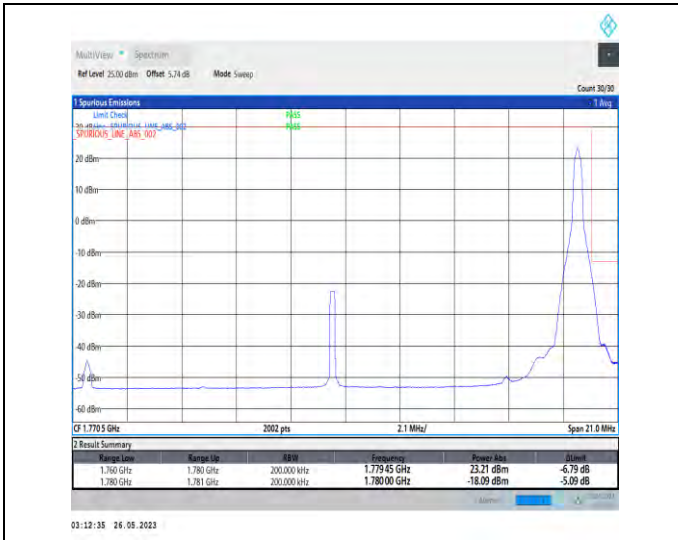 MultiView Spectrum
Ref Level 25.00 dBm Offset 5.74 dB Mode Sweep
Count 30/30
1 Spurious Emissions 1 Avg
Limit Check PASS
SPURIOUS_LINE_ABS_002 PASS
SPURIOUS_LINE_ABS_002
20 dBm
10 dBm
0 dBm
-10 dBm
-20 dBm
-30 dBm
-40 dBm
-50 dBm
-60 dBm
CF 1.7705 GHz 2002 pts 2.1 MHz/ Span 21.0 MHz
2 Result Summary
Range Low Range Up RBW Frequency Power Abs ΔLimit
1.760 GHz 1.780 GHz 200.000 kHz 1.77945 GHz 23.21 dBm -6.79 dB
1.780 GHz 1.781 GHz 200.000 kHz 1.78000 GHz -18.09 dBm -5.09 dB
03:12:35 26.05.2023